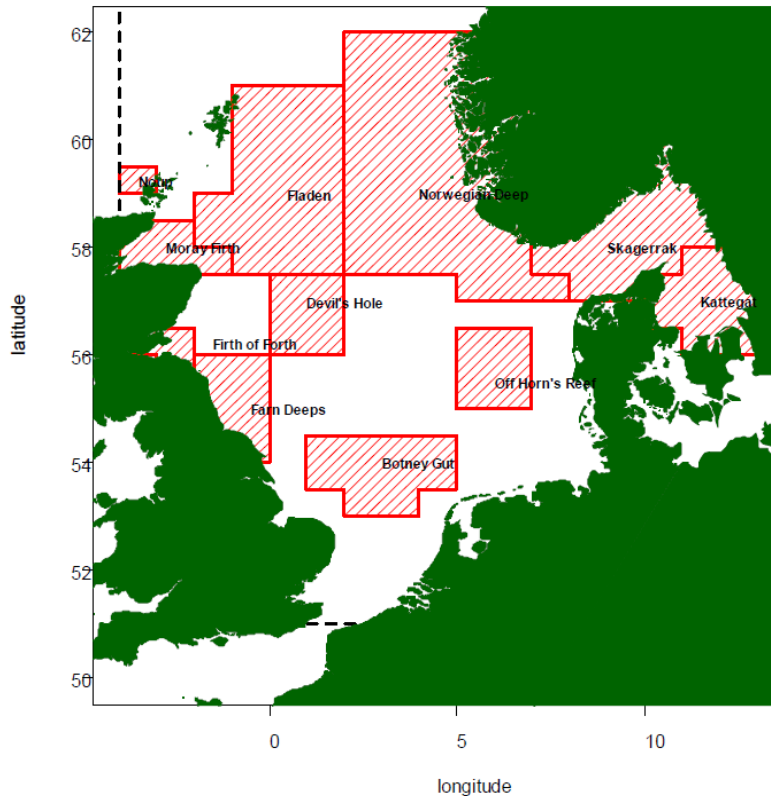 62
60
Noup
Fladen
Norwegian Deep
58
Moray Firth
Skagerrak
Devil's Hole
Kattegat
latitude
Firth of Forth
56
Off Horn's Reef
Farn Deeps
54
Botney Gut
52
50
0
5
10
longitude